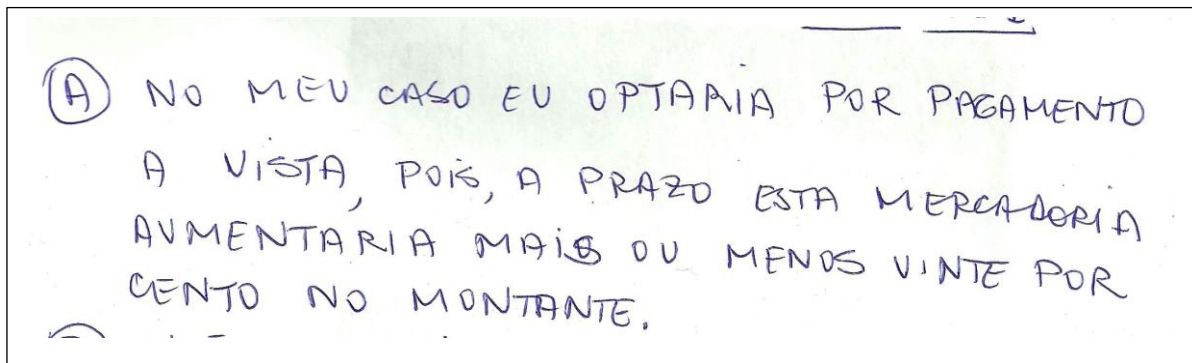 (A) NO MEU CASO EU OPTARIA POR PAGAMENTO
A VISTA, POIS, A PRAZO ESTA MERCADORIA
AUMENTARIA MAIS OU MENOS VINTE POR
CENTO NO MONTANTE.